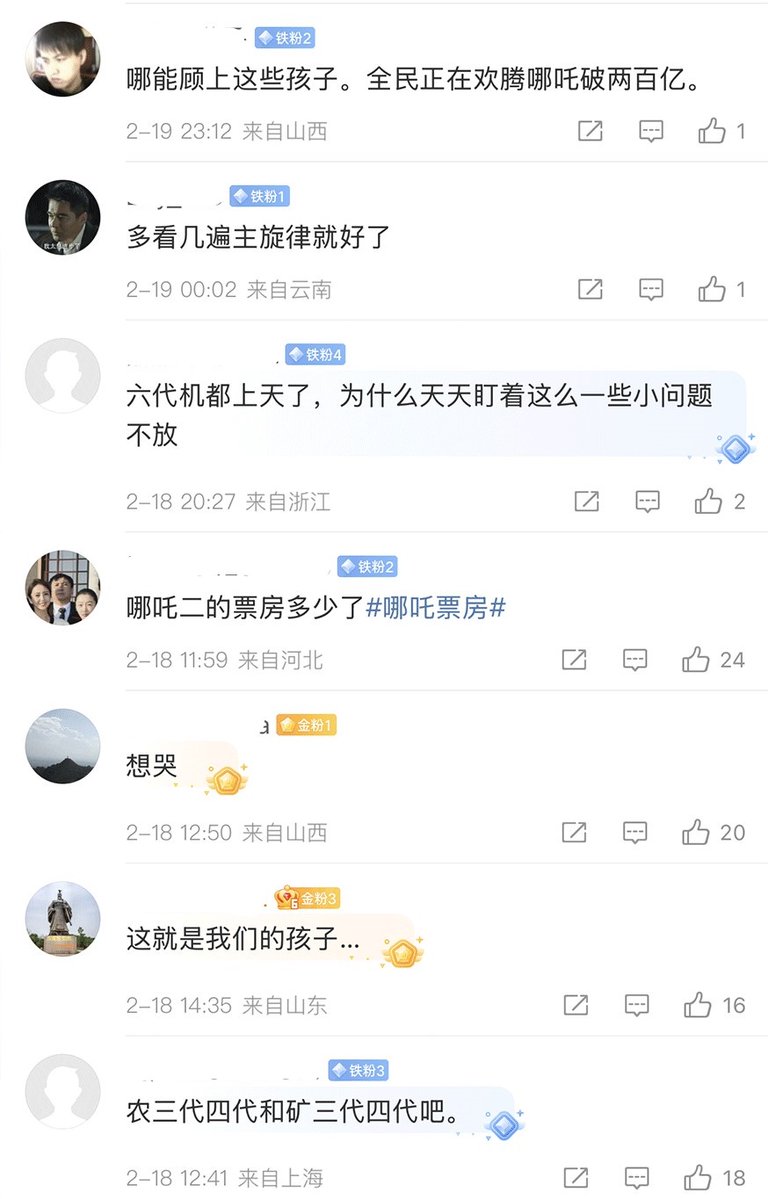 铁粉2
哪能顾上这些孩子。全民正在欢腾哪吒破两百亿。
2-19 23:12 来自山西
1
铁粉1
多看几遍主旋律就好了
2-19 00:02 来自云南
1
铁粉4
六代机都上天了，为什么天天盯着这么一些小问题
不放
2-18 20:27 来自浙江
2
铁粉2
哪吒二的票房多少了#哪吒票房#
2-18 11:59 来自河北
24
金粉1
想哭
2-18 12:50 来自山西
20
金粉3
这就是我们的孩子...
2-18 14:35 来自山东
16
铁粉3
农三代四代和矿三代四代吧。
2-18 12:41 来自上海
18